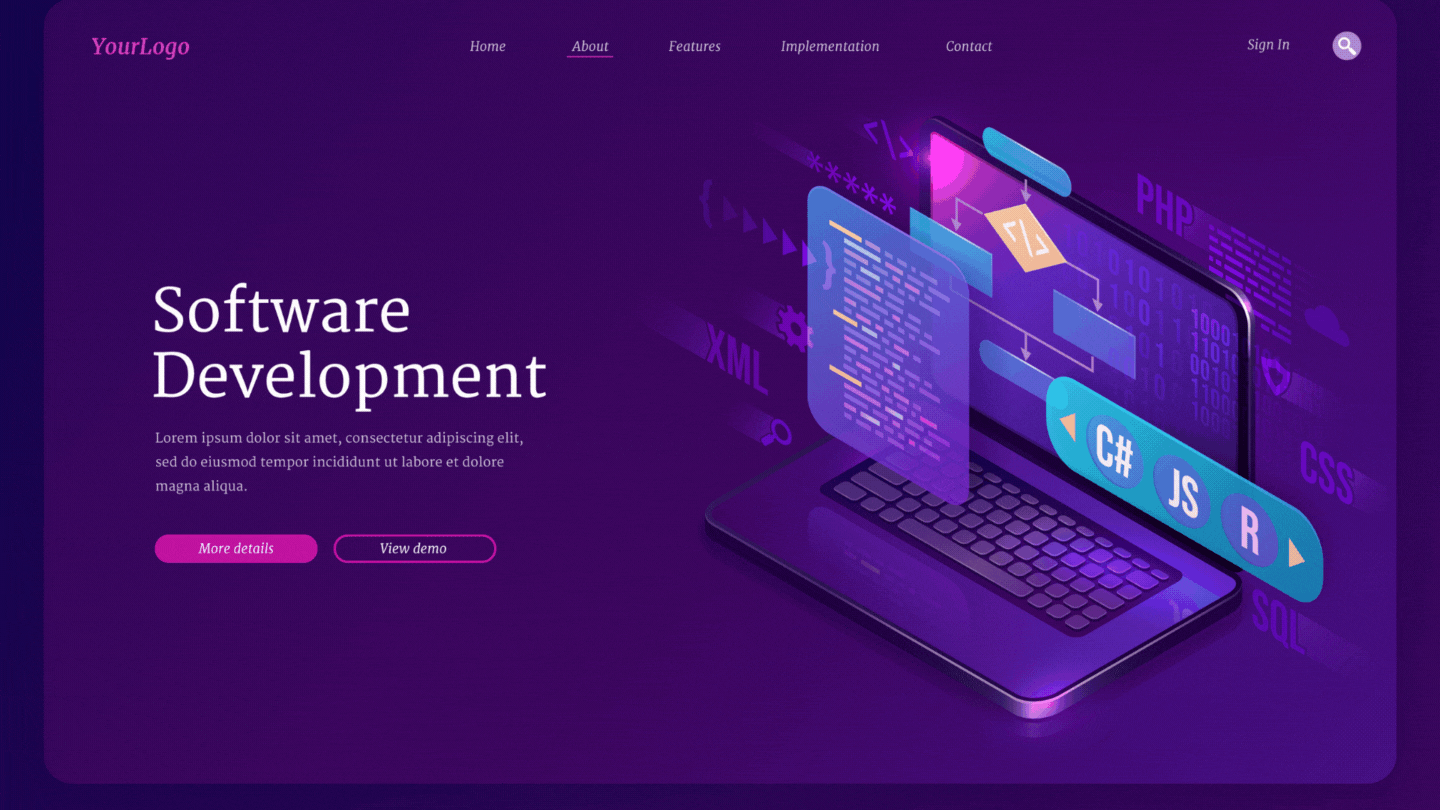 YourLogo
Home
About
Features
Implementation
Contact
Sign In
Software
Development
Lorem ipsum dolor sit amet, consectetur adipiscing elit,
sed do eiusmod tempor incididunt ut labore et dolore
magna aliqua.
More details
View demo
</>
*****
{
}
PHP
</>
XML
10001
C#
JS
R
CSS
SQL